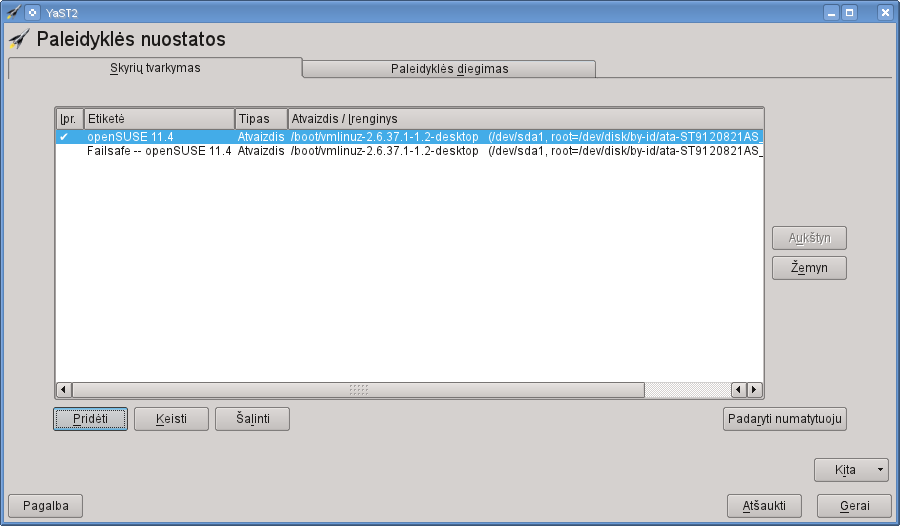 YaST2
Paleidyklės nuostatos
Skyrių tvarkymas
Paleidyklės diegimas
Įpr. Etiketė Tipas Atvaizdis / Įrenginys
✔ openSUSE 11.4 Atvaizdis /boot/vmlinuz-2.6.37.1-1.2-desktop (/dev/sda1, root=/dev/disk/by-id/ata-ST9120821AS_
Failsafe -- openSUSE 11.4 Atvaizdis /boot/vmlinuz-2.6.37.1-1.2-desktop (/dev/sda1, root=/dev/disk/by-id/ata-ST9120821AS_
Aukštyn
Žemyn
Pridėti Keisti Šalinti Padaryti numatytuoju
Kita
Pagalba Atšaukti Gerai